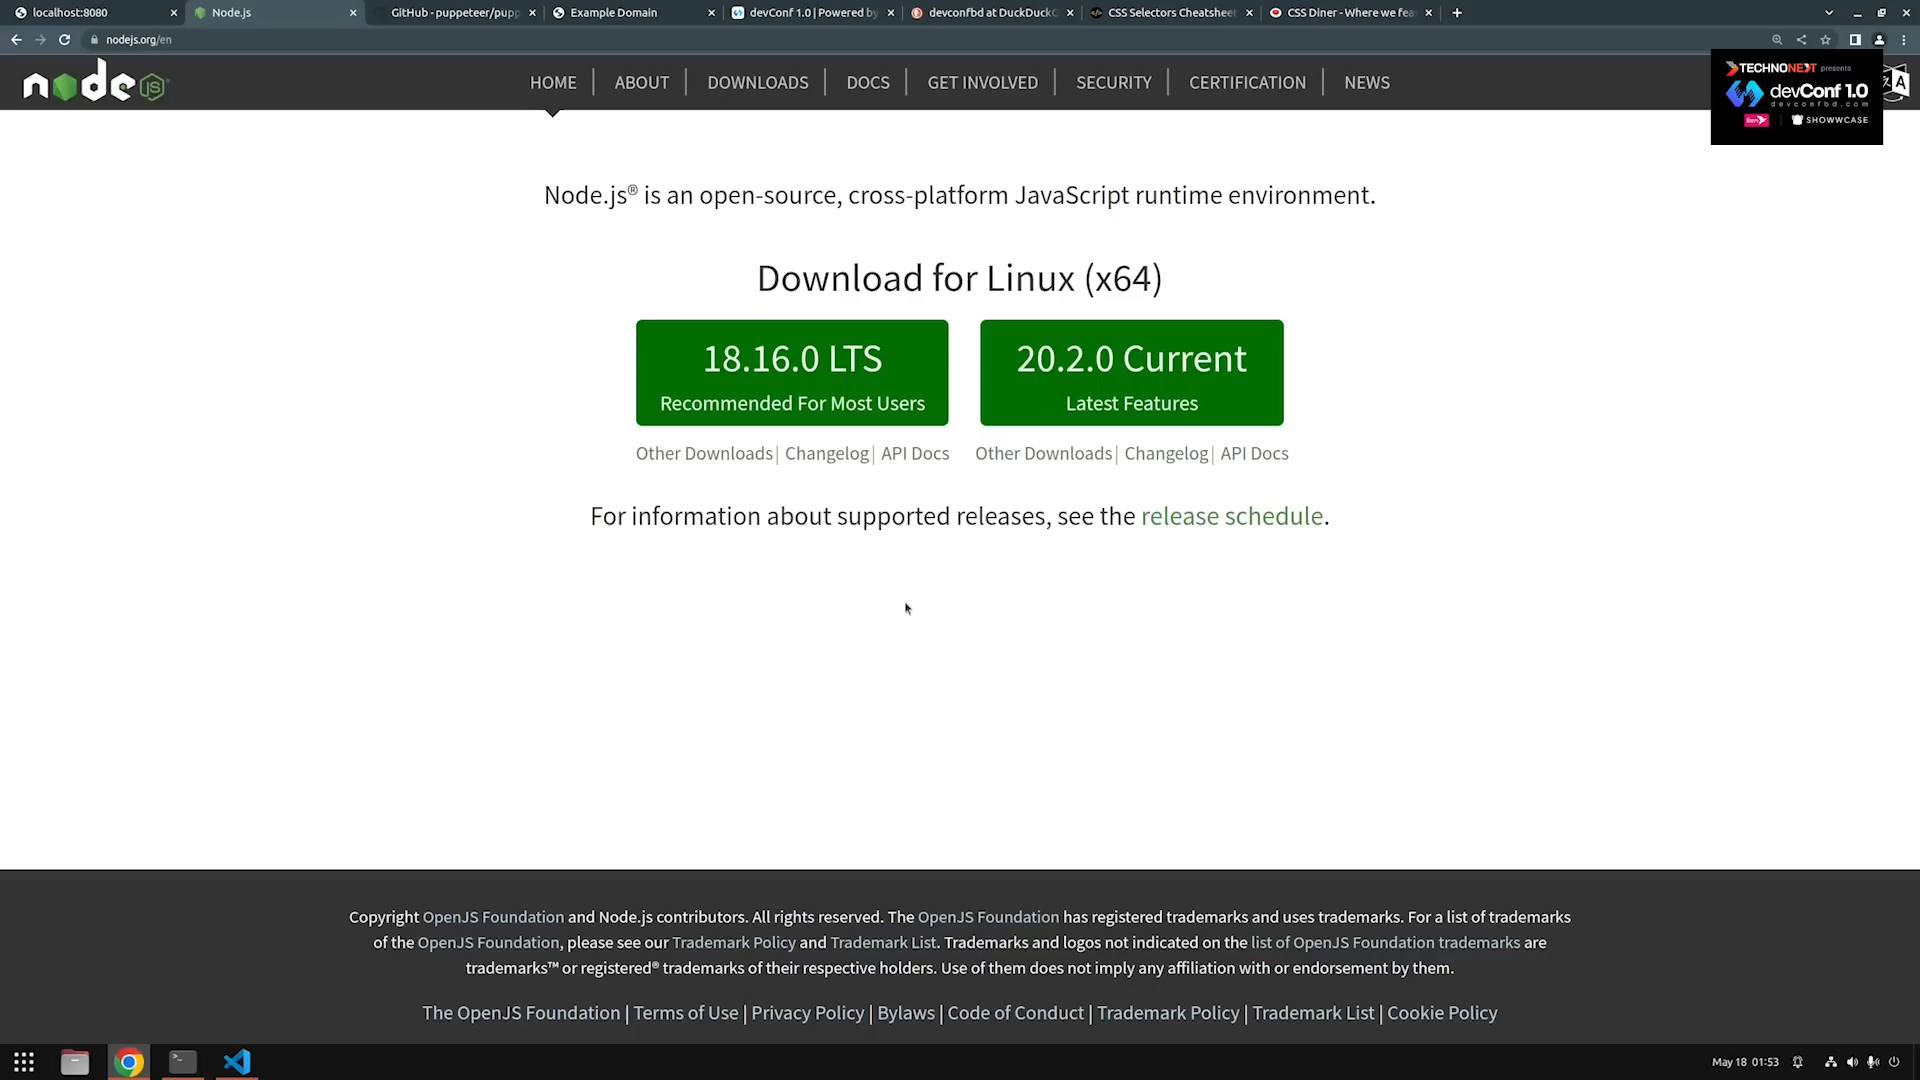 localhost:8080
Node.js
GitHub - puppeteer/pupp
Example Domain
devConf 1.0 | Powered by
devconfbd at DuckDuckG
CSS Selectors Cheatsheet
CSS Diner - Where we fea
nodejs.org/en
node JS
HOME
ABOUT
DOWNLOADS
DOCS
GET INVOLVED
SECURITY
CERTIFICATION
NEWS
TECHNONEXT presents
devConf 1.0
devconfbd.com
SHOWWCASE
Node.js® is an open-source, cross-platform JavaScript runtime environment.
Download for Linux (x64)
18.16.0 LTS
Recommended For Most Users
20.2.0 Current
Latest Features
Other Downloads | Changelog | API Docs
Other Downloads | Changelog | API Docs
For information about supported releases, see the release schedule.
Copyright OpenJS Foundation and Node.js contributors. All rights reserved. The OpenJS Foundation has registered trademarks and uses trademarks. For a list of trademarks
of the OpenJS Foundation, please see our Trademark Policy and Trademark List. Trademarks and logos not indicated on the list of OpenJS Foundation trademarks are
trademarks™ or registered® trademarks of their respective holders. Use of them does not imply any affiliation with or endorsement by them.
The OpenJS Foundation | Terms of Use | Privacy Policy | Bylaws | Code of Conduct | Trademark Policy | Trademark List | Cookie Policy
May 18 01:53